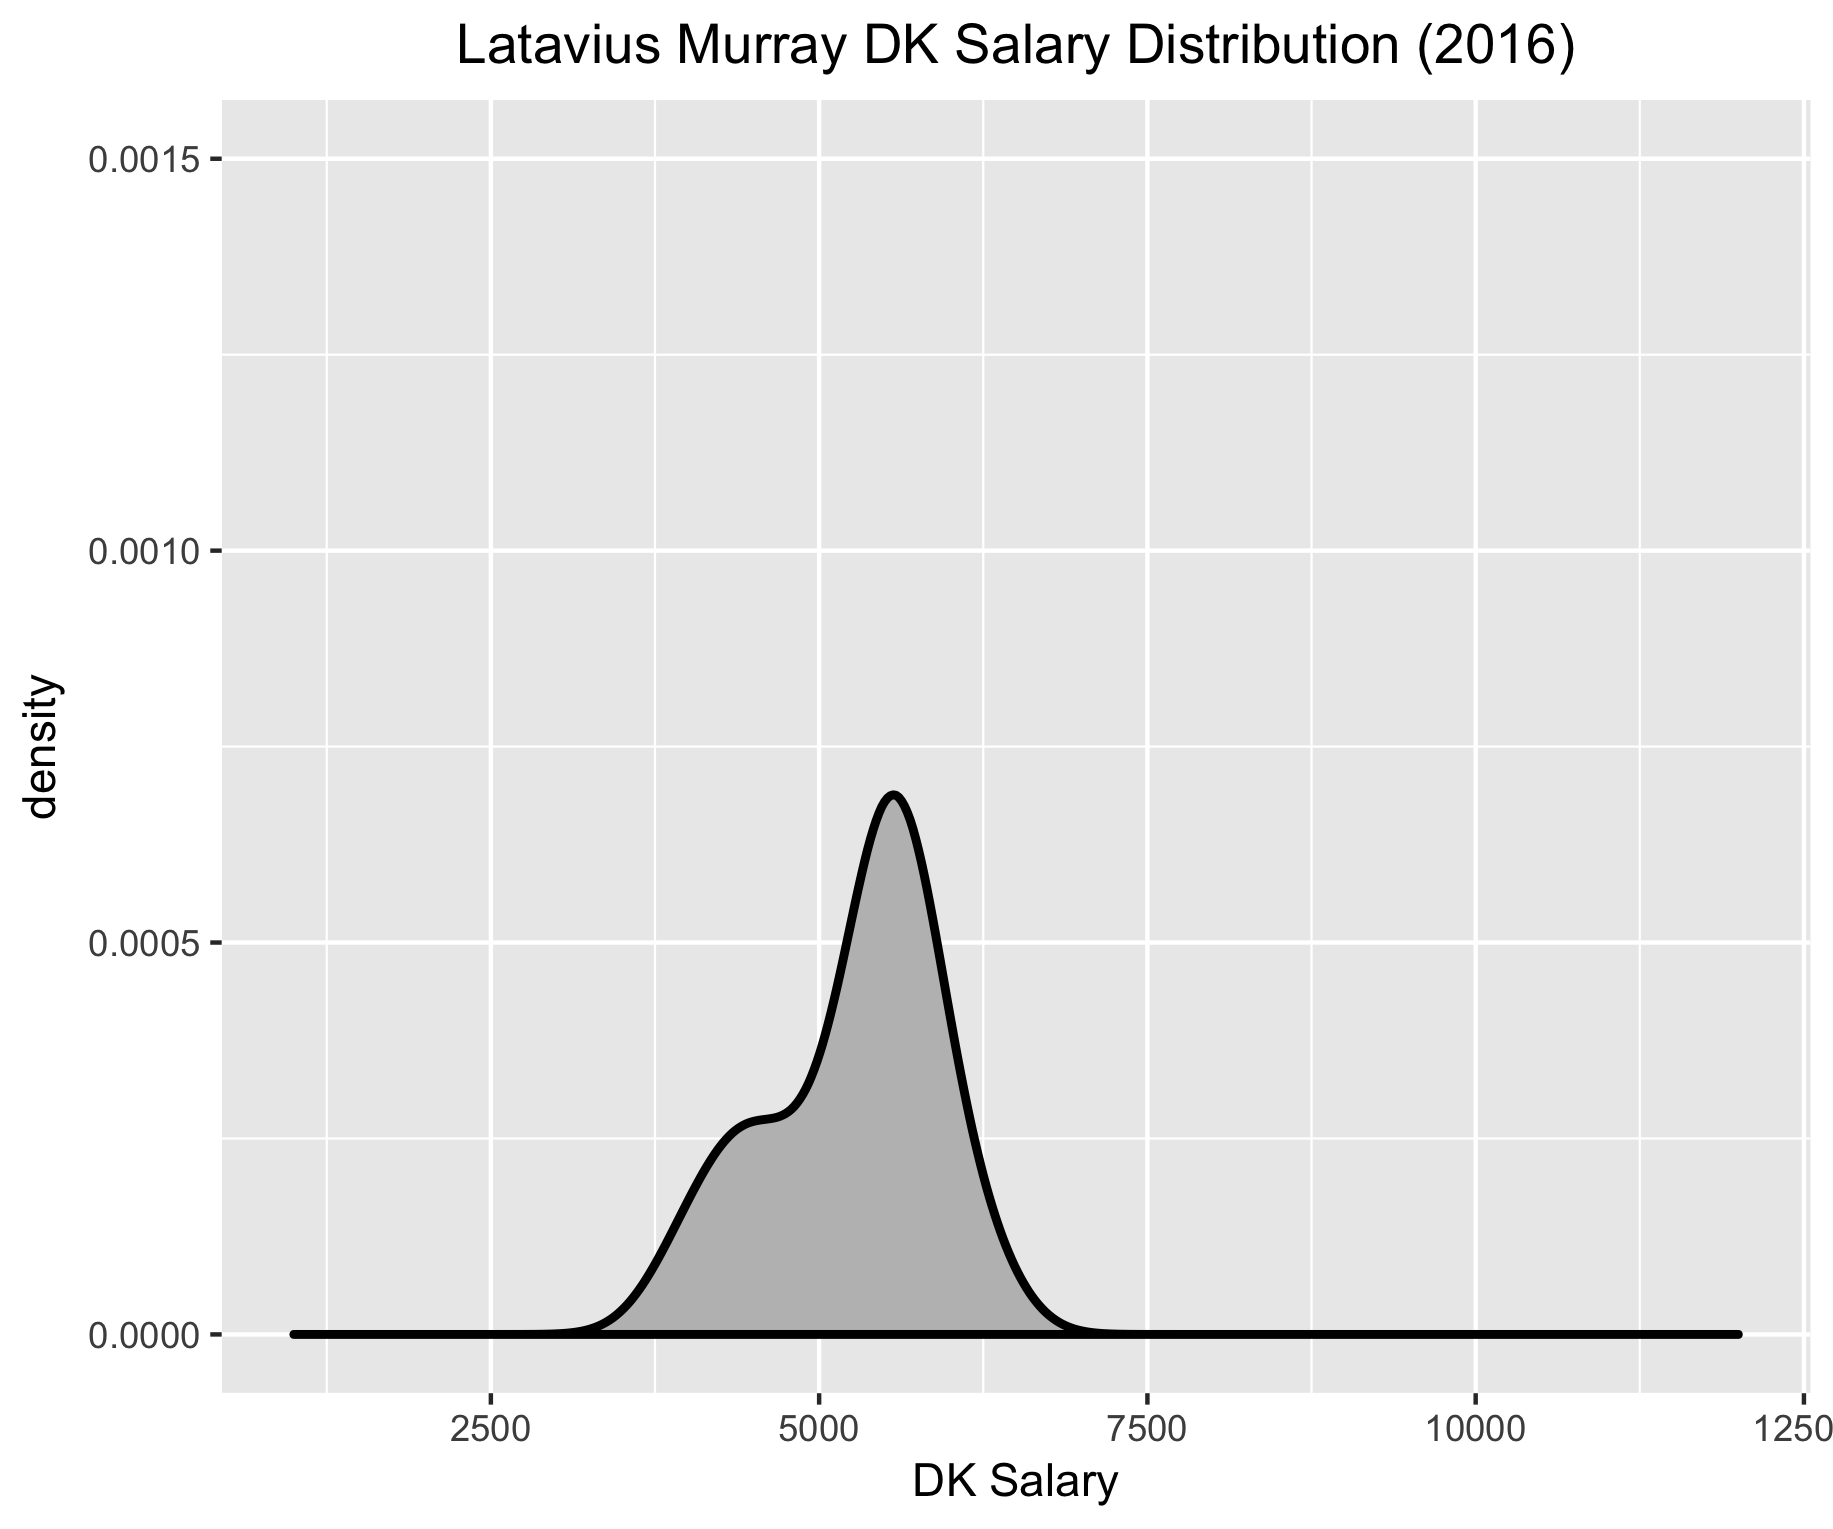 Latavius Murray DK Salary Distribution (2016)
0.0015
0.0010
density
0.0005
0.0000
2500 5000 7500 10000 1250
DK Salary